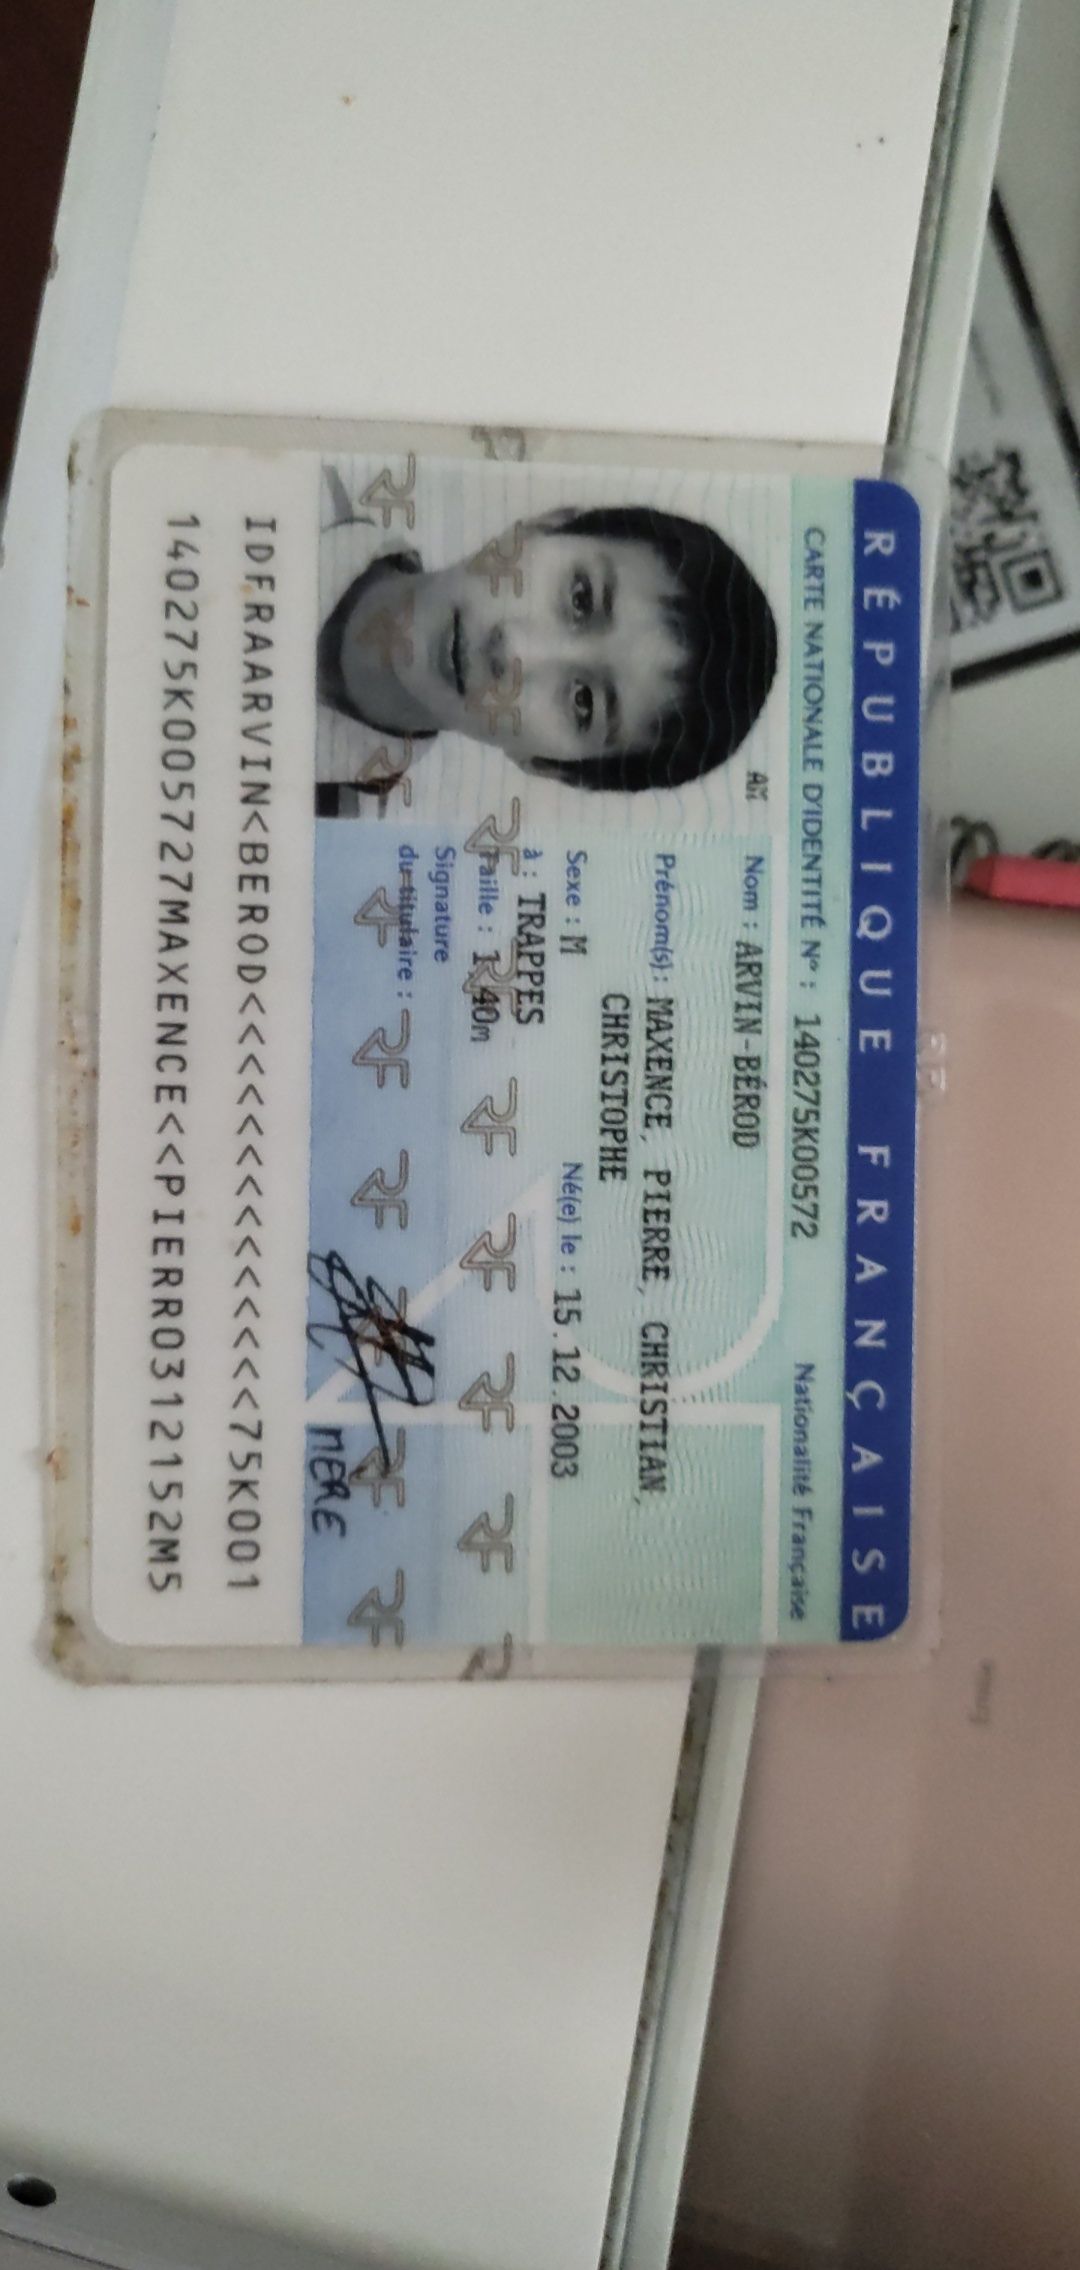 RÉPUBLIQUE FRANÇAISE
CARTE NATIONALE D'IDENTITÉ N° : 140275K00572 Nationalité Française
AM
Nom : ARVIN-BÉROD
Prénom(s): MAXENCE, PIERRE, CHRISTIAN,
CHRISTOPHE
Sexe : M Né(e) le : 15.12.2003
à : TRAPPES
Taille : 1,40m
Signature
du titulaire :
MERE
IDFRAARVIN<BEROD<<<<<<<<<<<<<<<75K001
140275K005727MAXENCE<<PIERR0312152M5